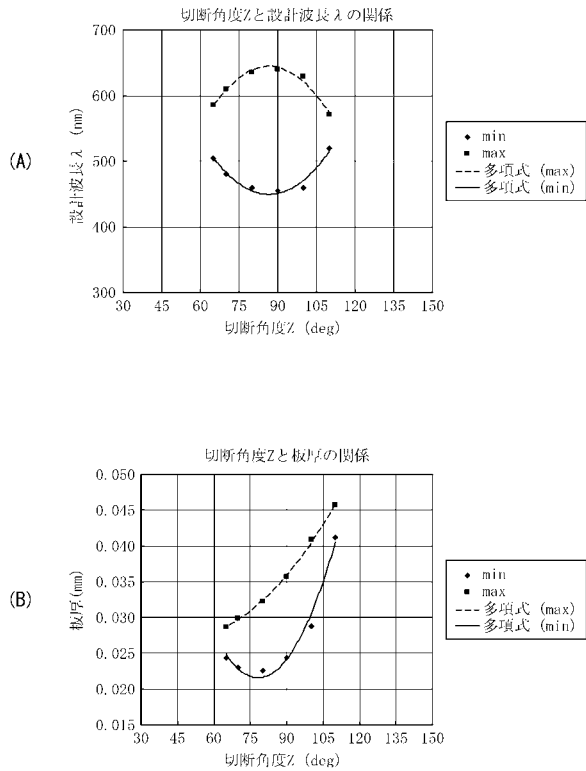 切断角度Zと設計波長λの関係
(A)
設計波長λ (nm)
700
600
500
400
300
30 45 60 75 90 105 120 135 150
切断角度Z (deg)
min
max
多項式 (max)
多項式 (min)
切断角度Zと板厚の関係
(B)
板厚(mm)
0.050
0.045
0.040
0.035
0.030
0.025
0.020
0.015
30 45 60 75 90 105 120 135 150
切断角度Z (deg)
min
max
多項式 (max)
多項式 (min)